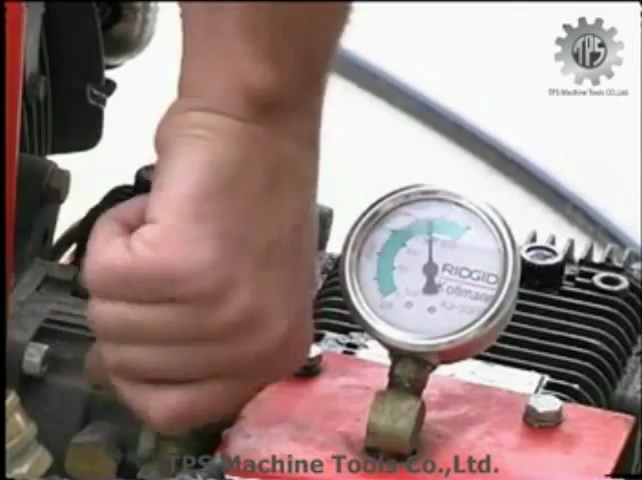 TPS
TPS Machine Tools CO.,Ltd.
RIDGID
Kollmann
TPS Machine Tools Co.,Ltd.